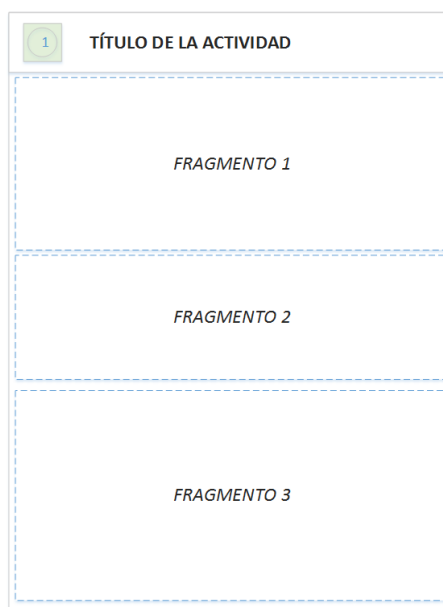 1 TÍTULO DE LA ACTIVIDAD
FRAGMENTO 1
FRAGMENTO 2
FRAGMENTO 3